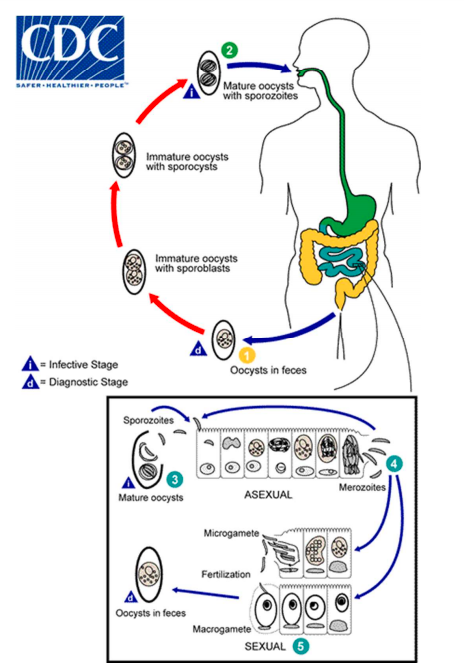 CDC
SAFER • HEALTHIER • PEOPLE™
2
i
Mature oocysts
with sporozoites
Immature oocysts
with sporocysts
Immature oocysts
with sporoblasts
d
1
Oocysts in feces
i = Infective Stage
d = Diagnostic Stage
Sporozoites
3
i
Mature oocysts
ASEXUAL
4
Merozoites
Microgamete
Fertilization
d
Oocysts in feces
Macrogamete
SEXUAL 5